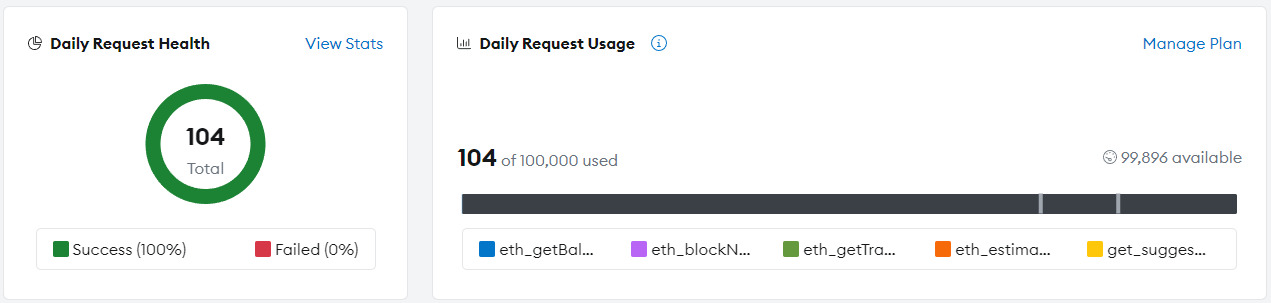 Daily Request Health
View Stats
104
Total
Success (100%)
Failed (0%)
Daily Request Usage
Manage Plan
104 of 100,000 used
99,896 available
eth_getBal...
eth_blockN...
eth_getTra...
eth_estima...
get_sugges...